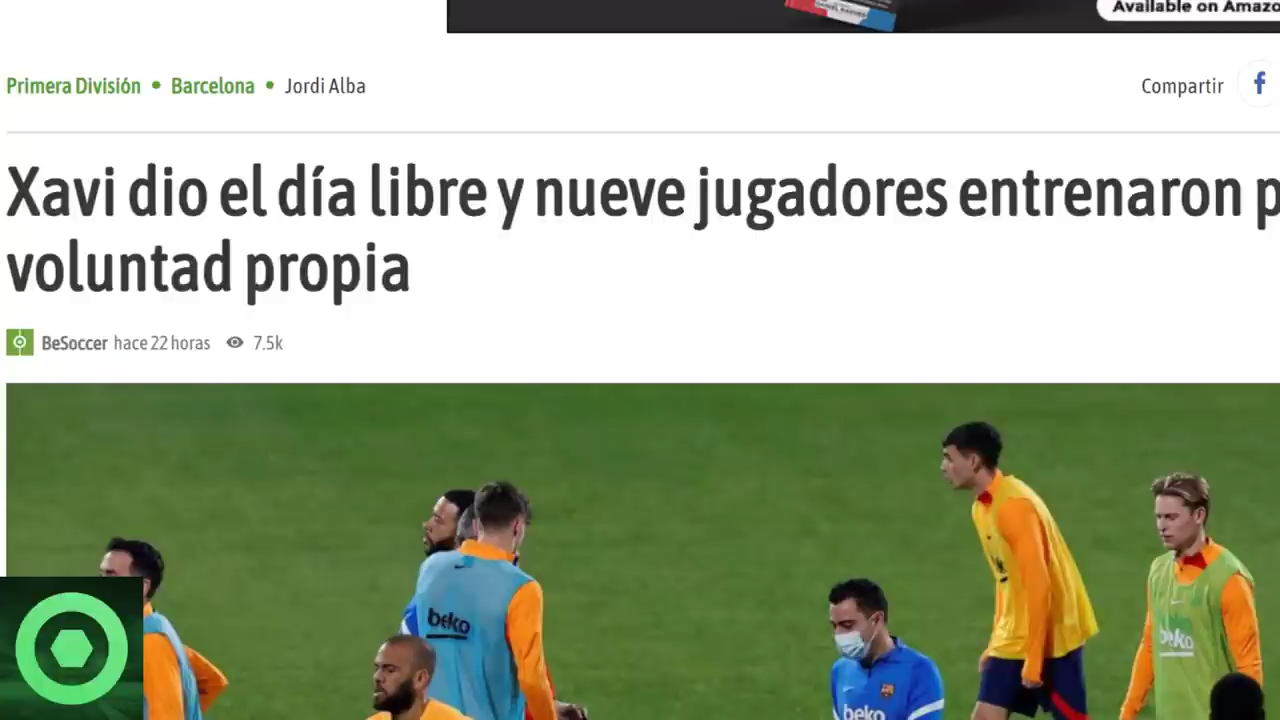 Available on Amazo
Primera División • Barcelona • Jordi Alba
Compartir
Xavi dio el día libre y nueve jugadores entrenaron p
voluntad propia
BeSoccer hace 22 horas 7.5k
beko
beko
beko